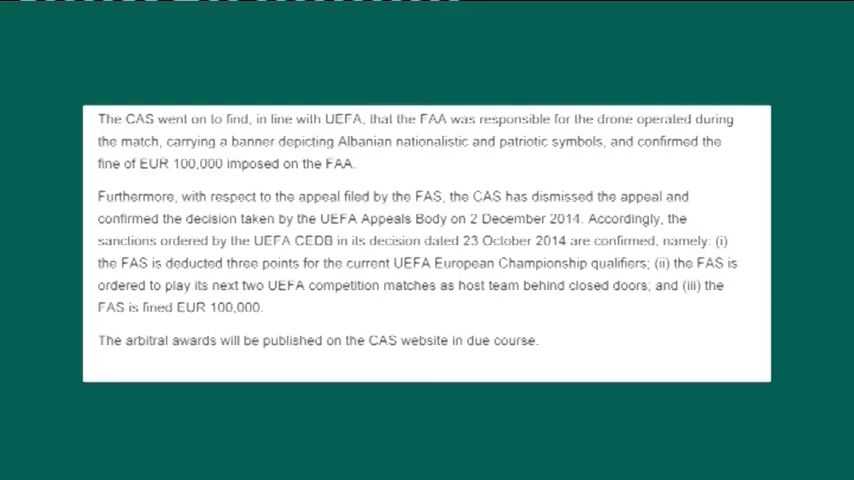 The CAS went on to find, in line with UEFA, that the FAA was responsible for the drone operated during
the match, carrying a banner depicting Albanian nationalistic and patriotic symbols, and confirmed the
fine of EUR 100,000 imposed on the FAA.
Furthermore, with respect to the appeal filed by the FAS, the CAS has dismissed the appeal and
confirmed the decision taken by the UEFA Appeals Body on 2 December 2014. Accordingly, the
sanctions ordered by the UEFA CEDB in its decision dated 23 October 2014 are confirmed, namely: (i)
the FAS is deducted three points for the current UEFA European Championship qualifiers; (ii) the FAS is
ordered to play its next two UEFA competition matches as host team behind closed doors; and (iii) the
FAS is fined EUR 100,000.
The arbitral awards will be published on the CAS website in due course.